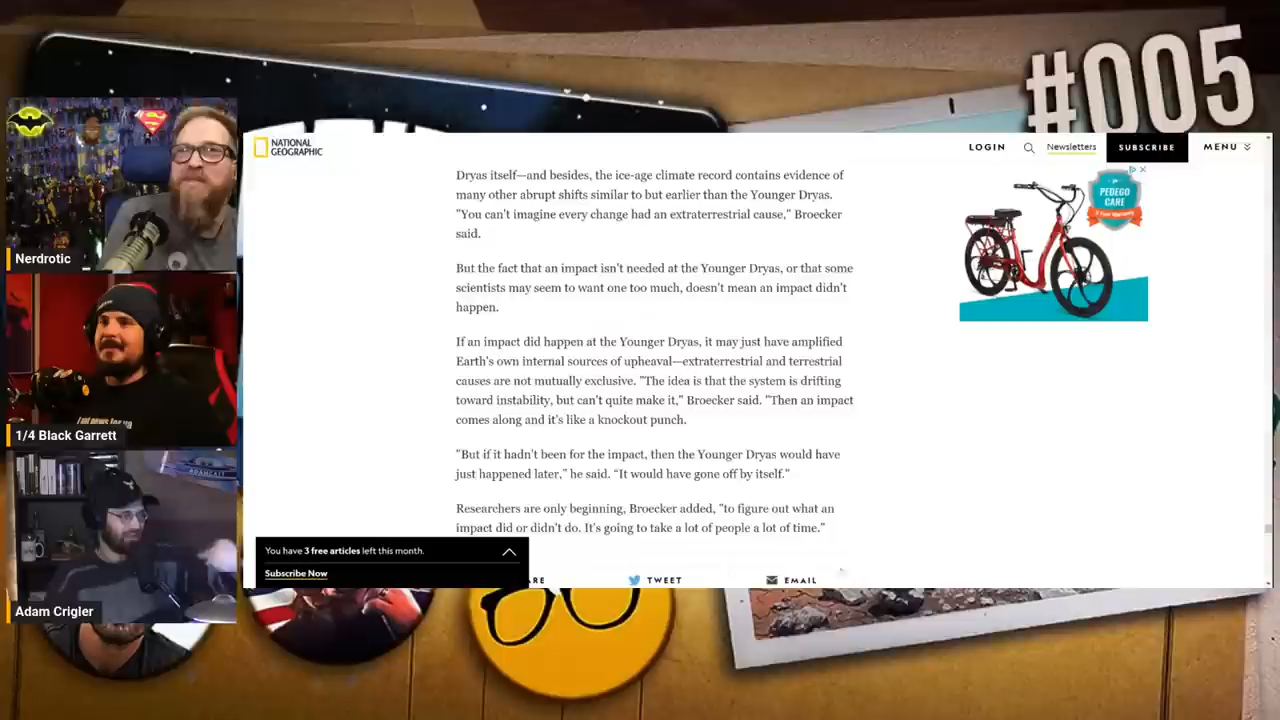 #005
NATIONAL
GEOGRAPHIC
LOGIN
Newsletters
SUBSCRIBE
MENU
Dryas itself—and besides, the ice-age climate record contains evidence of
many other abrupt shifts similar to but earlier than the Younger Dryas.
"You can't imagine every change had an extraterrestrial cause," Broecker
said.
But the fact that an impact isn't needed at the Younger Dryas, or that some
scientists may seem to want one too much, doesn't mean an impact didn't
happen.
If an impact did happen at the Younger Dryas, it may just have amplified
Earth's own internal sources of upheaval—extraterrestrial and terrestrial
causes are not mutually exclusive. "The idea is that the system is drifting
toward instability, but can't quite make it," Broecker said. "Then an impact
comes along and it's like a knockout punch.
"But if it hadn't been for the impact, then the Younger Dryas would have
just happened later," he said. “It would have gone off by itself.”
Researchers are only beginning, Broecker added, "to figure out what an
impact did or didn't do. It's going to take a lot of people a lot of time."
PEDEGO
CARE
Nerdrotic
1/4 Black Garrett
Adam Crigler
You have 3 free articles left this month.
Subscribe Now
ARE
TWEET
EMAIL